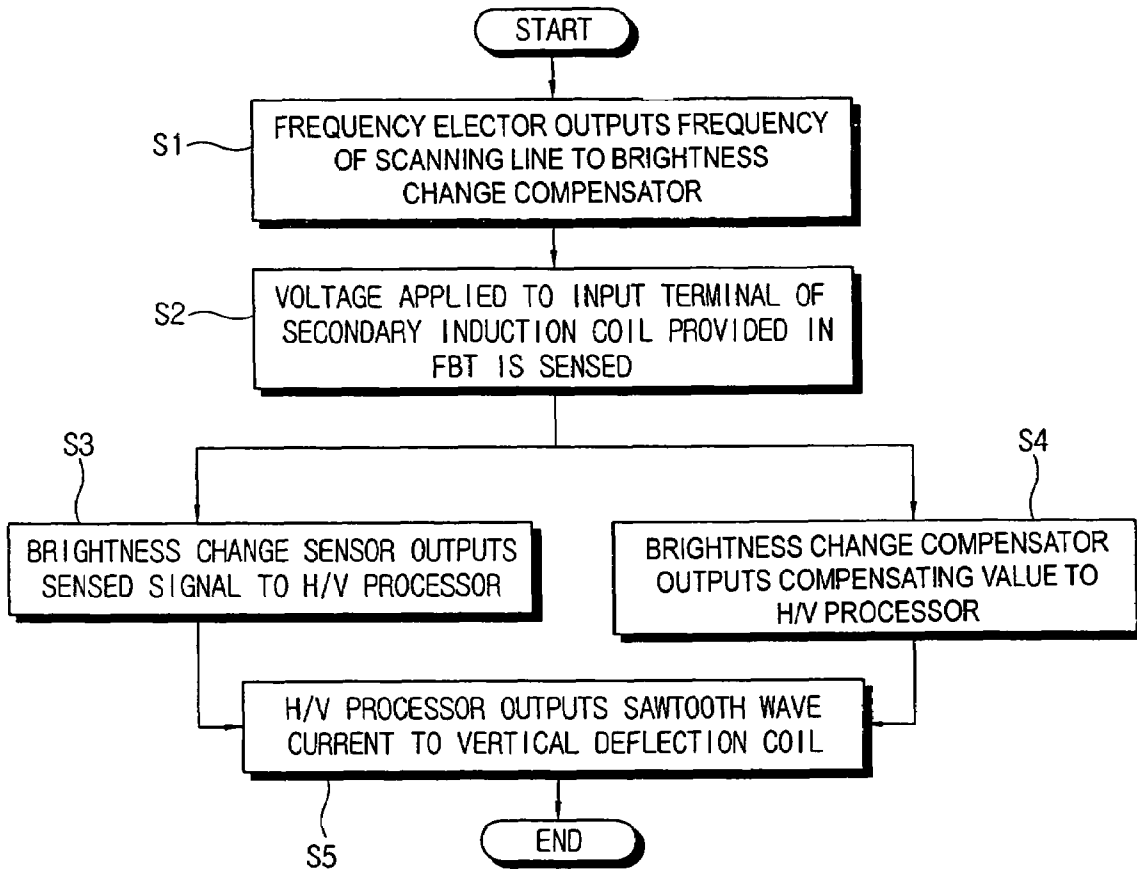 START
S1
FREQUENCY ELECTOR OUTPUTS FREQUENCY
OF SCANNING LINE TO BRIGHTNESS
CHANGE COMPENSATOR
S2
VOLTAGE APPLIED TO INPUT TERMINAL OF
SECONDARY INDUCTION COIL PROVIDED IN
FBT IS SENSED
S3
BRIGHTNESS CHANGE SENSOR OUTPUTS
SENSED SIGNAL TO H/V PROCESSOR
S4
BRIGHTNESS CHANGE COMPENSATOR
OUTPUTS COMPENSATING VALUE TO
H/V PROCESSOR
H/V PROCESSOR OUTPUTS SAWTOOTH WAVE
CURRENT TO VERTICAL DEFLECTION COIL
S5
END